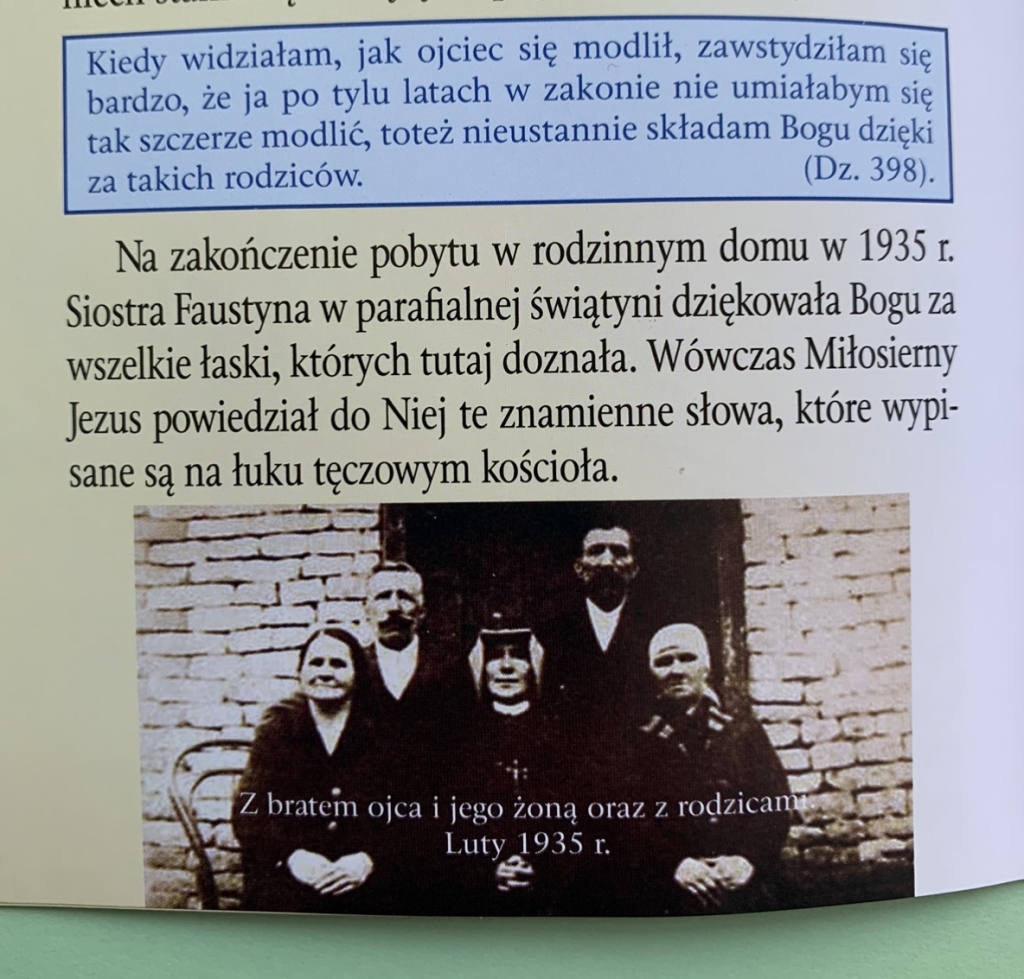 Kiedy widziałam, jak ojciec się modlił, zawstydziłam się
bardzo, że ja po tylu latach w zakonie nie umiałabym się
tak szczerze modlić, toteż nieustannie składam Bogu dzięki
za takich rodziców. (Dz. 398).
Na zakończenie pobytu w rodzinnym domu w 1935 r.
Siostra Faustyna w parafialnej świątyni dziękowała Bogu za
wszelkie łaski, których tutaj doznała. Wówczas Miłosierny
Jezus powiedział do Niej te znamienne słowa, które wypi-
sane są na łuku tęczowym kościoła.
Z bratem ojca i jego żoną oraz z rodzicami.
Luty 1935 r.